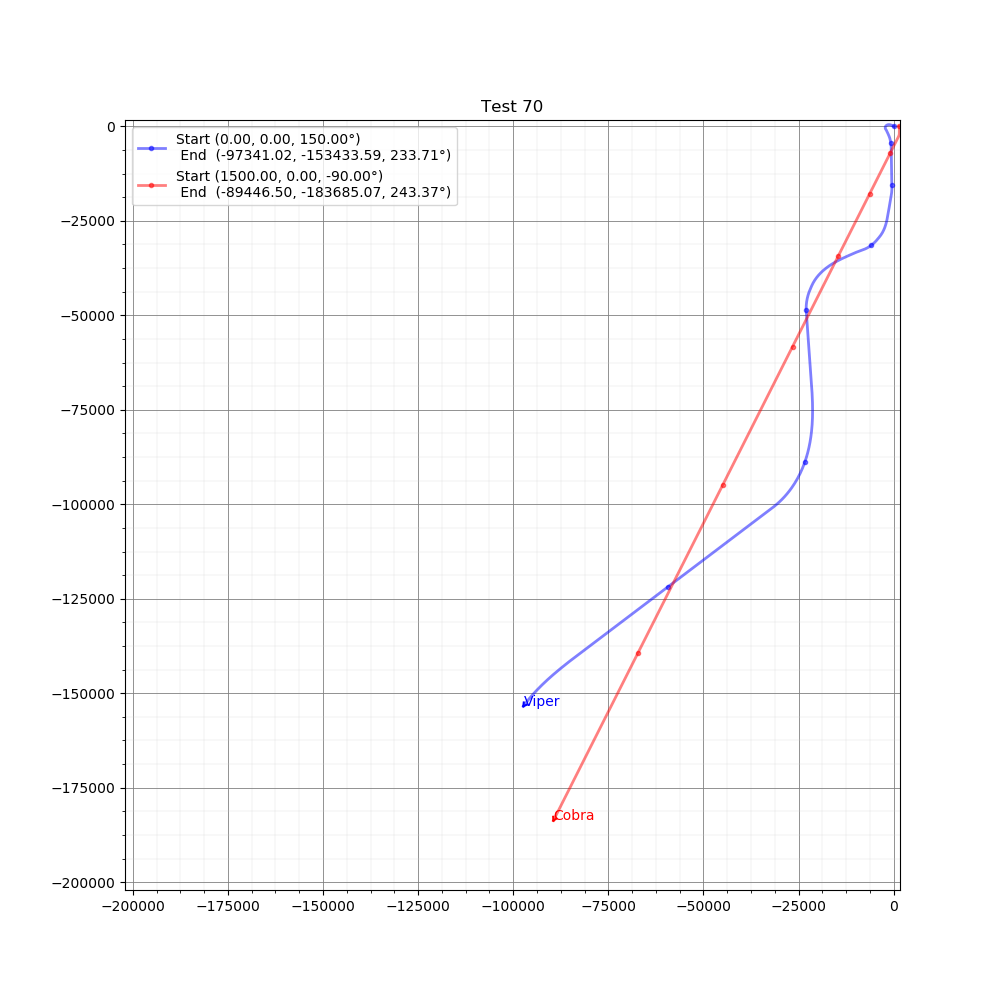 Test 70
Start (0.00, 0.00, 150.00°)
End (-97341.02, -153433.59, 233.71°)
Start (1500.00, 0.00, -90.00°)
End (-89446.50, -183685.07, 243.37°)
0
−25000
−50000
−75000
−100000
−125000
−150000
−175000
−200000
Viper
Cobra
−200000 −175000 −150000 −125000 −100000 −75000 −50000 −25000 0